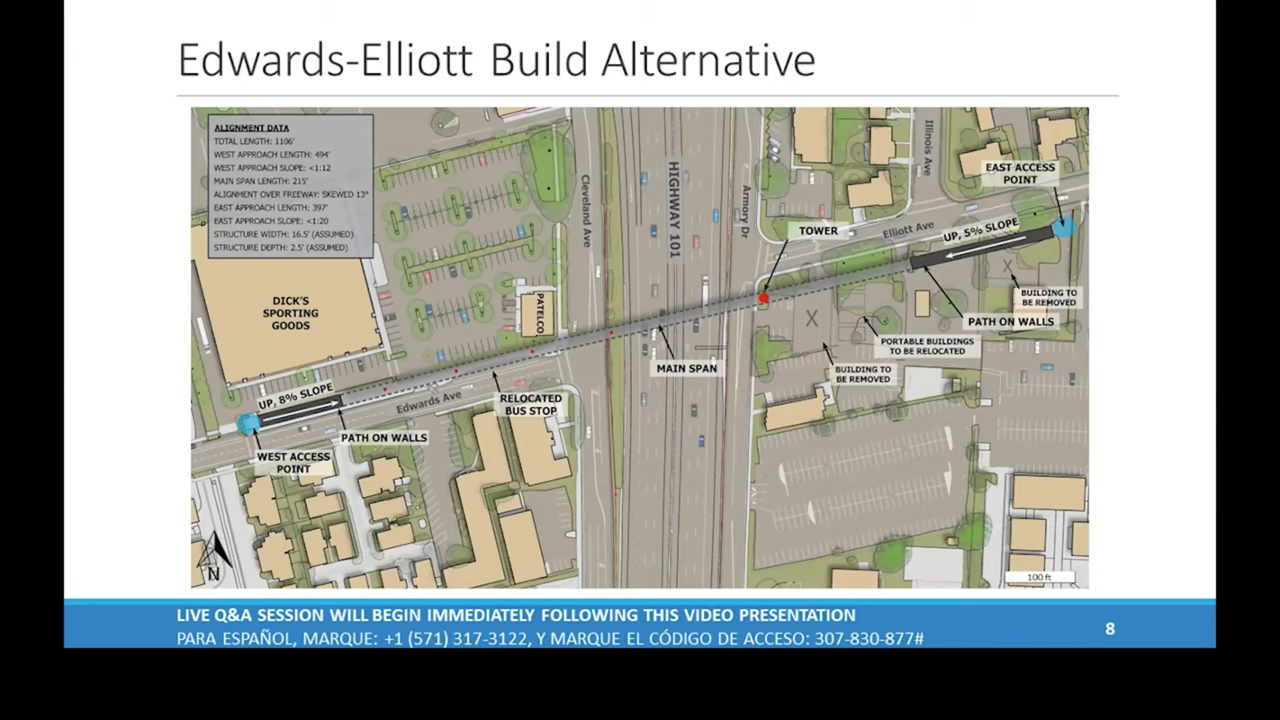 Edwards-Elliott Build Alternative
ALIGNMENT DATA
TOTAL LENGTH: 1106'
WEST APPROACH LENGTH: 494'
WEST APPROACH SLOPE: <1:12
MAIN SPAN LENGTH: 215'
ALIGNMENT OVER FREEWAY: SKEWED 13°
EAST APPROACH LENGTH: 397'
EAST APPROACH SLOPE: <1:20
STRUCTURE WIDTH: 16.5' (ASSUMED)
STRUCTURE DEPTH: 2.5' (ASSUMED)
Illinois Ave
Cleveland Ave
HIGHWAY 101
Armory Dr
EAST ACCESS
POINT
TOWER
Elliott Ave
UP, 5% SLOPE
DICK'S
SPORTING
GOODS
PATELCO
X
X
BUILDING TO
BE REMOVED
PATH ON WALLS
PORTABLE BUILDINGS
TO BE RELOCATED
MAIN SPAN
BUILDING TO
BE REMOVED
UP, 8% SLOPE
Edwards Ave
RELOCATED
BUS STOP
PATH ON WALLS
WEST ACCESS
POINT
N
100 ft
LIVE Q&A SESSION WILL BEGIN IMMEDIATELY FOLLOWING THIS VIDEO PRESENTATION
PARA ESPAÑOL, MARQUE: +1 (571) 317-3122, Y MARQUE EL CÓDIGO DE ACCESO: 307-830-877#
8